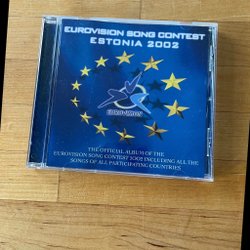 EUROVISION SONG CONTEST
ESTONIA 2002
THE OFFICIAL ALBUM OF THE
EUROVISION SONG CONTEST 2002 INCLUDING ALL THE
SONGS OF ALL PARTICIPATING COUNTRIES